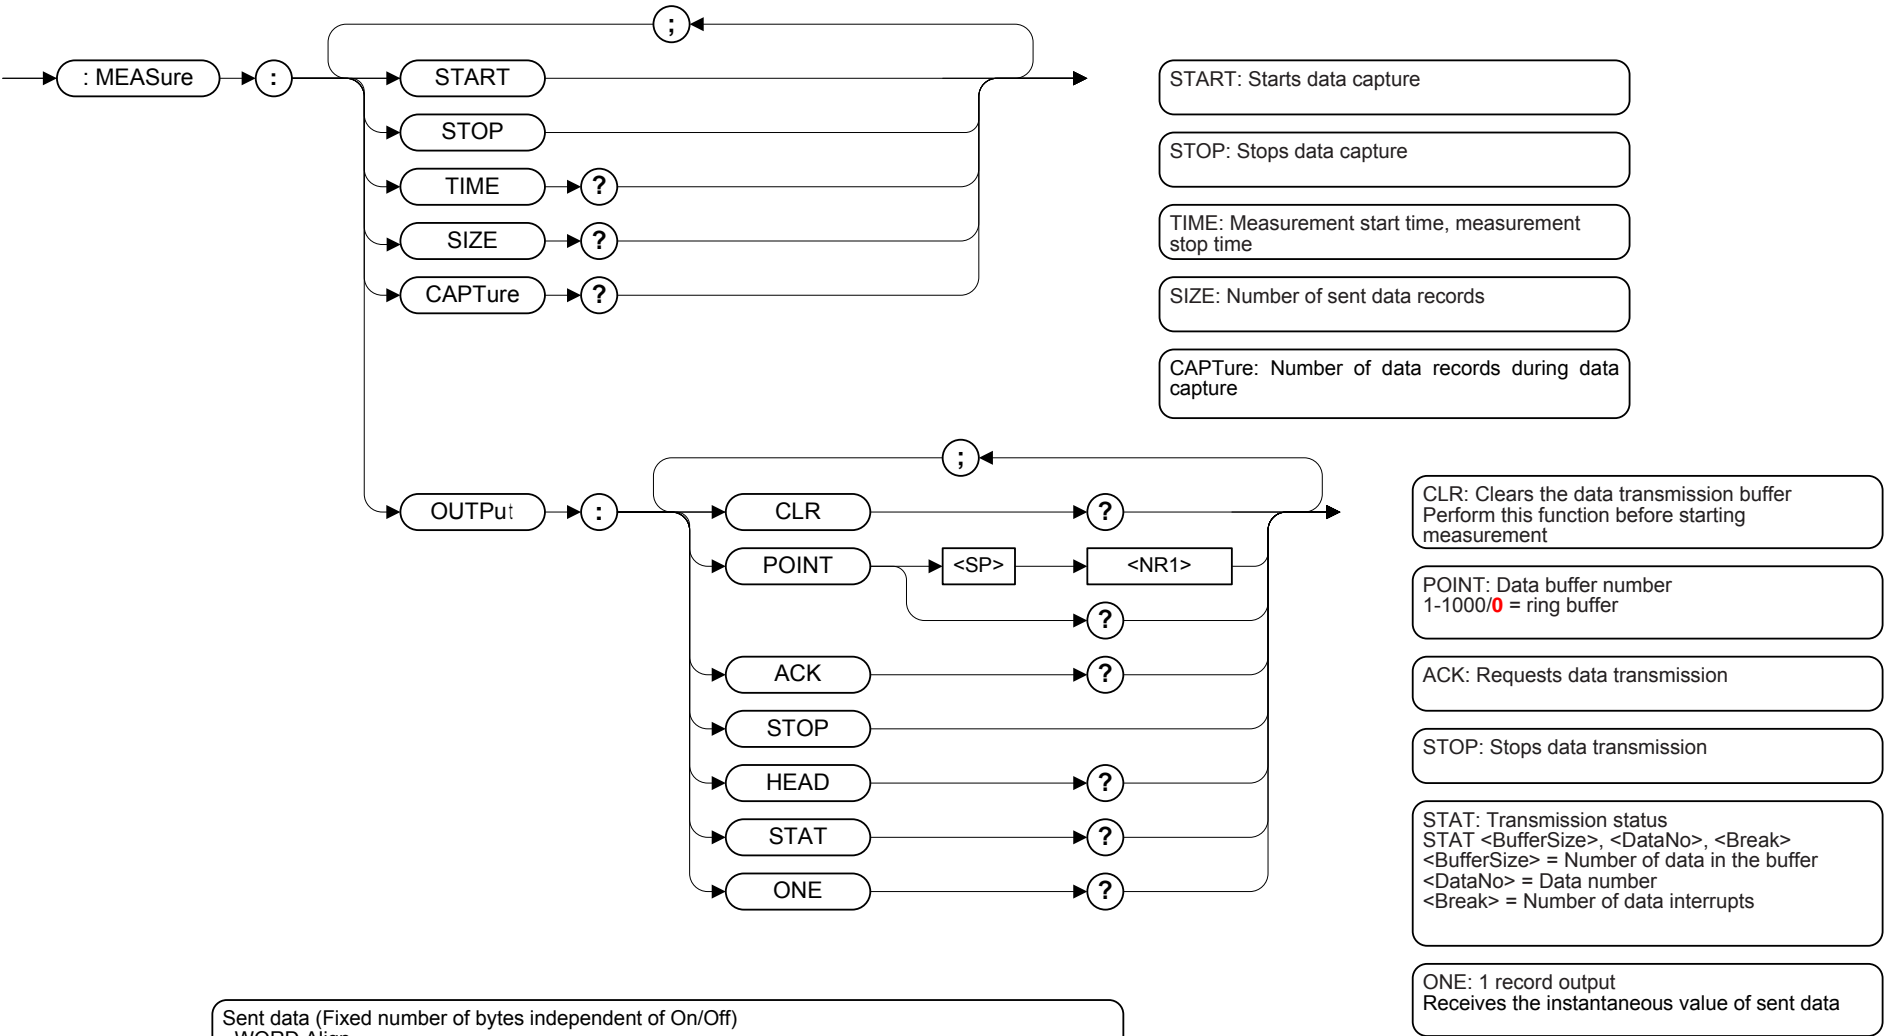 ;
: MEASure : START
STOP
TIME ?
SIZE ?
CAPTure ?
START: Starts data capture
STOP: Stops data capture
TIME: Measurement start time, measurement
stop time
SIZE: Number of sent data records
CAPTure: Number of data records during data
capture
;
OUTPut : CLR ?
POINT <SP> <NR1>
?
ACK ?
STOP
HEAD ?
STAT ?
ONE ?
CLR: Clears the data transmission buffer
Perform this function before starting
measurement
POINT: Data buffer number
1-1000/0 = ring buffer
ACK: Requests data transmission
STOP: Stops data transmission
STAT: Transmission status
STAT <BufferSize>, <DataNo>, <Break>
<BufferSize> = Number of data in the buffer
<DataNo> = Data number
<Break> = Number of data interrupts
ONE: 1 record output
Receives the instantaneous value of sent data
Sent data (Fixed number of bytes independent of On/Off)
WORD Align